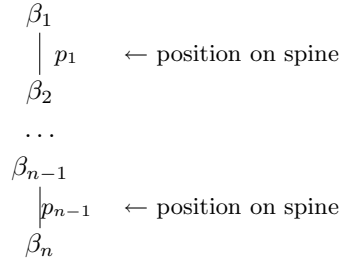 β₁
p₁ ← position on spine
β₂
...
βₙ₋₁
pₙ₋₁ ← position on spine
βₙ